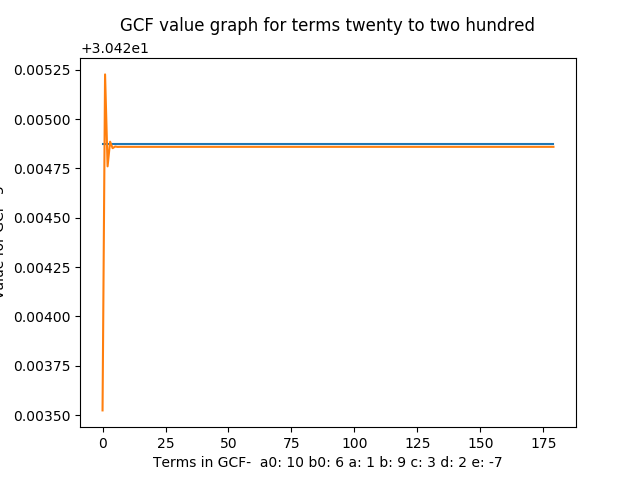 GCF value graph for terms twenty to two hundred
+3.042e1
0.00525
0.00500
0.00475
0.00450
0.00425
0.00400
0.00375
0.00350
0 25 50 75 100 125 150 175
Terms in GCF- a0: 10 b0: 6 a: 1 b: 9 c: 3 d: 2 e: -7